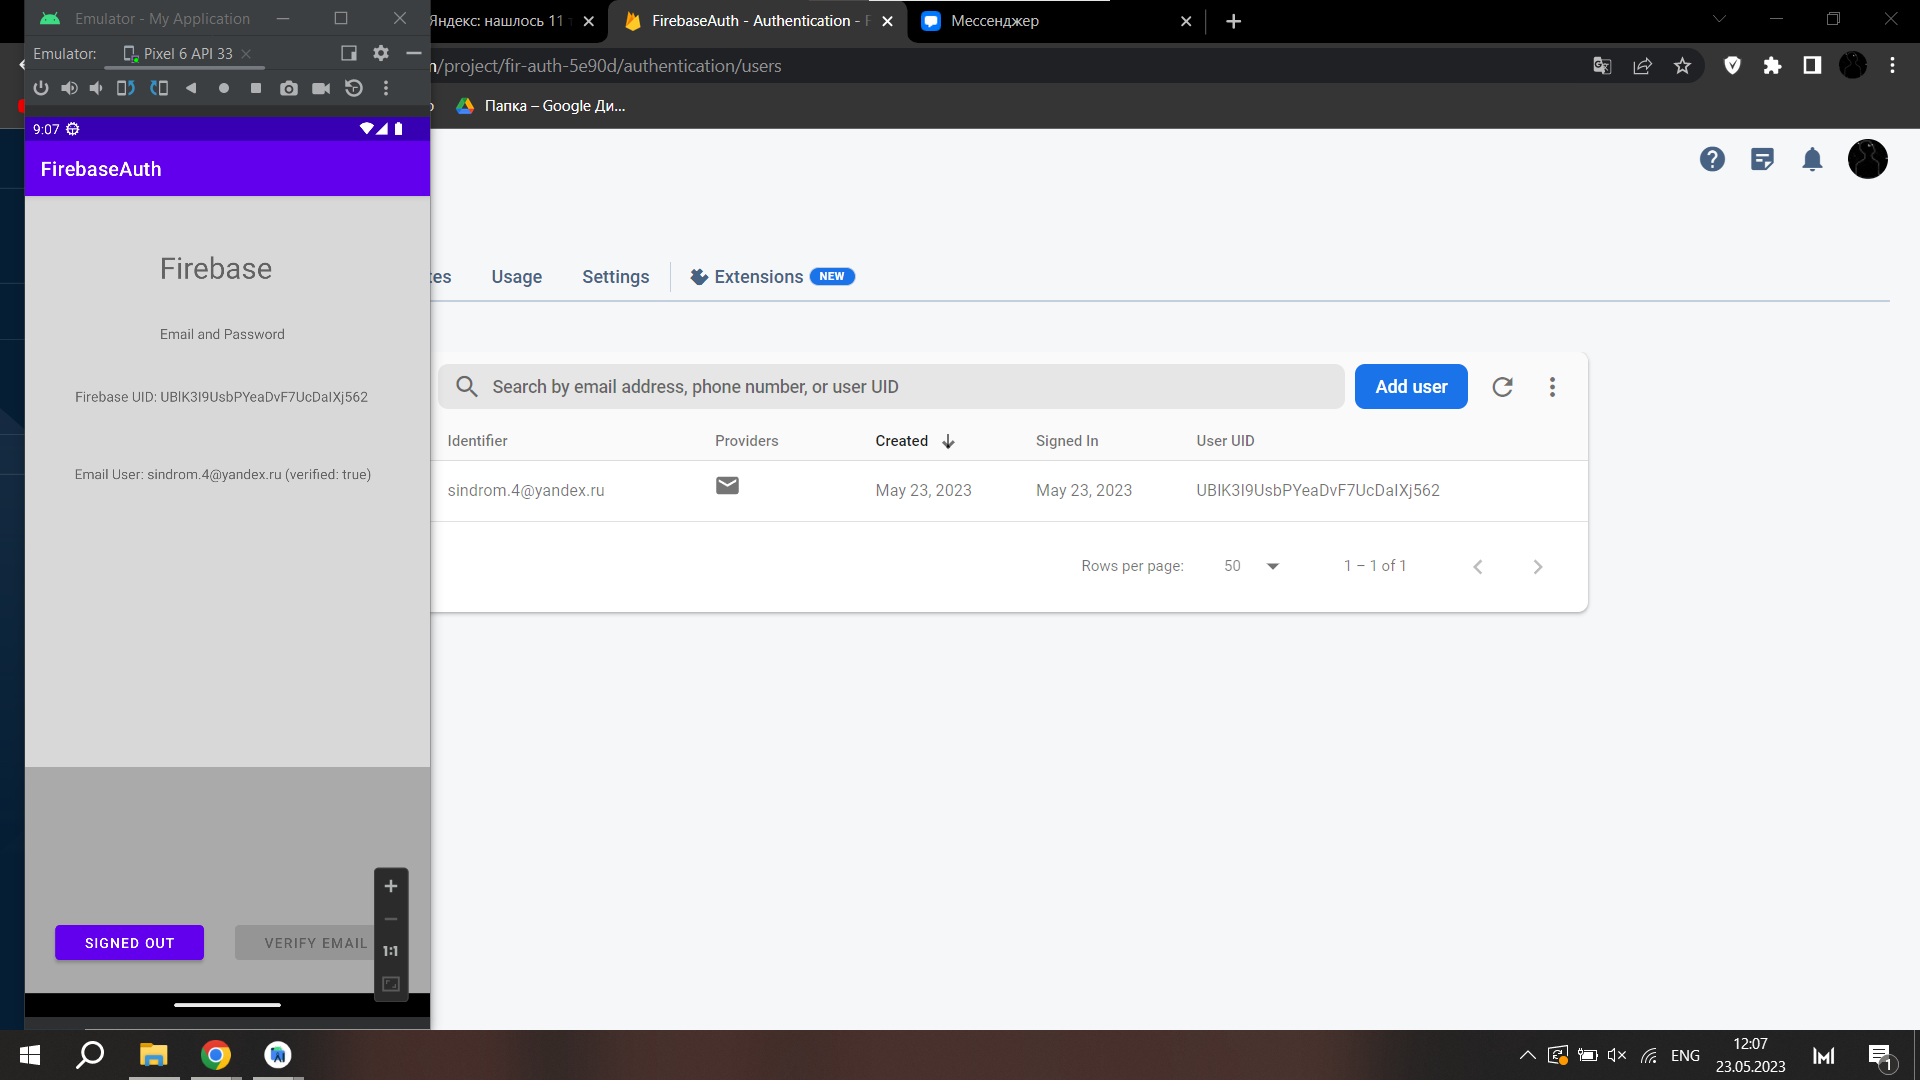 Emulator - My Application
Яндекс: нашлось 11 т
FirebaseAuth - Authentication - F
Мессенджер
Emulator:
Pixel 6 API 33
n/project/fir-auth-5e90d/authentication/users
Папка – Google Ди...
9:07
FirebaseAuth
Firebase
Email and Password
Firebase UID: UBlK3I9UsbPYeaDvF7UcDaIXj562
Email User: sindrom.4@yandex.ru (verified: true)
SIGNED OUT
VERIFY EMAIL
1:1
tes
Usage
Settings
Extensions
NEW
Search by email address, phone number, or user UID
Add user
Identifier
Providers
Created
Signed In
User UID
sindrom.4@yandex.ru
May 23, 2023
May 23, 2023
UBlK3I9UsbPYeaDvF7UcDaIXj562
Rows per page:
50
1 – 1 of 1
ENG
12:07
23.05.2023
1